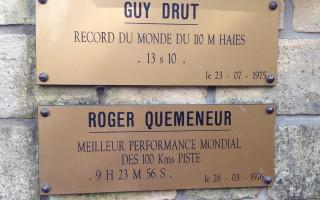 GUY DRUT
RECORD DU MONDE DU 110 M HAIES
. 13 s 10 .
le 23 - 07 - 1975
ROGER QUEMENEUR
MEILLEUR PERFORMANCE MONDIAL
DES 100 Kms PISTE
. 9 H 23 M 56 S .
le 28 - 03 - 1976